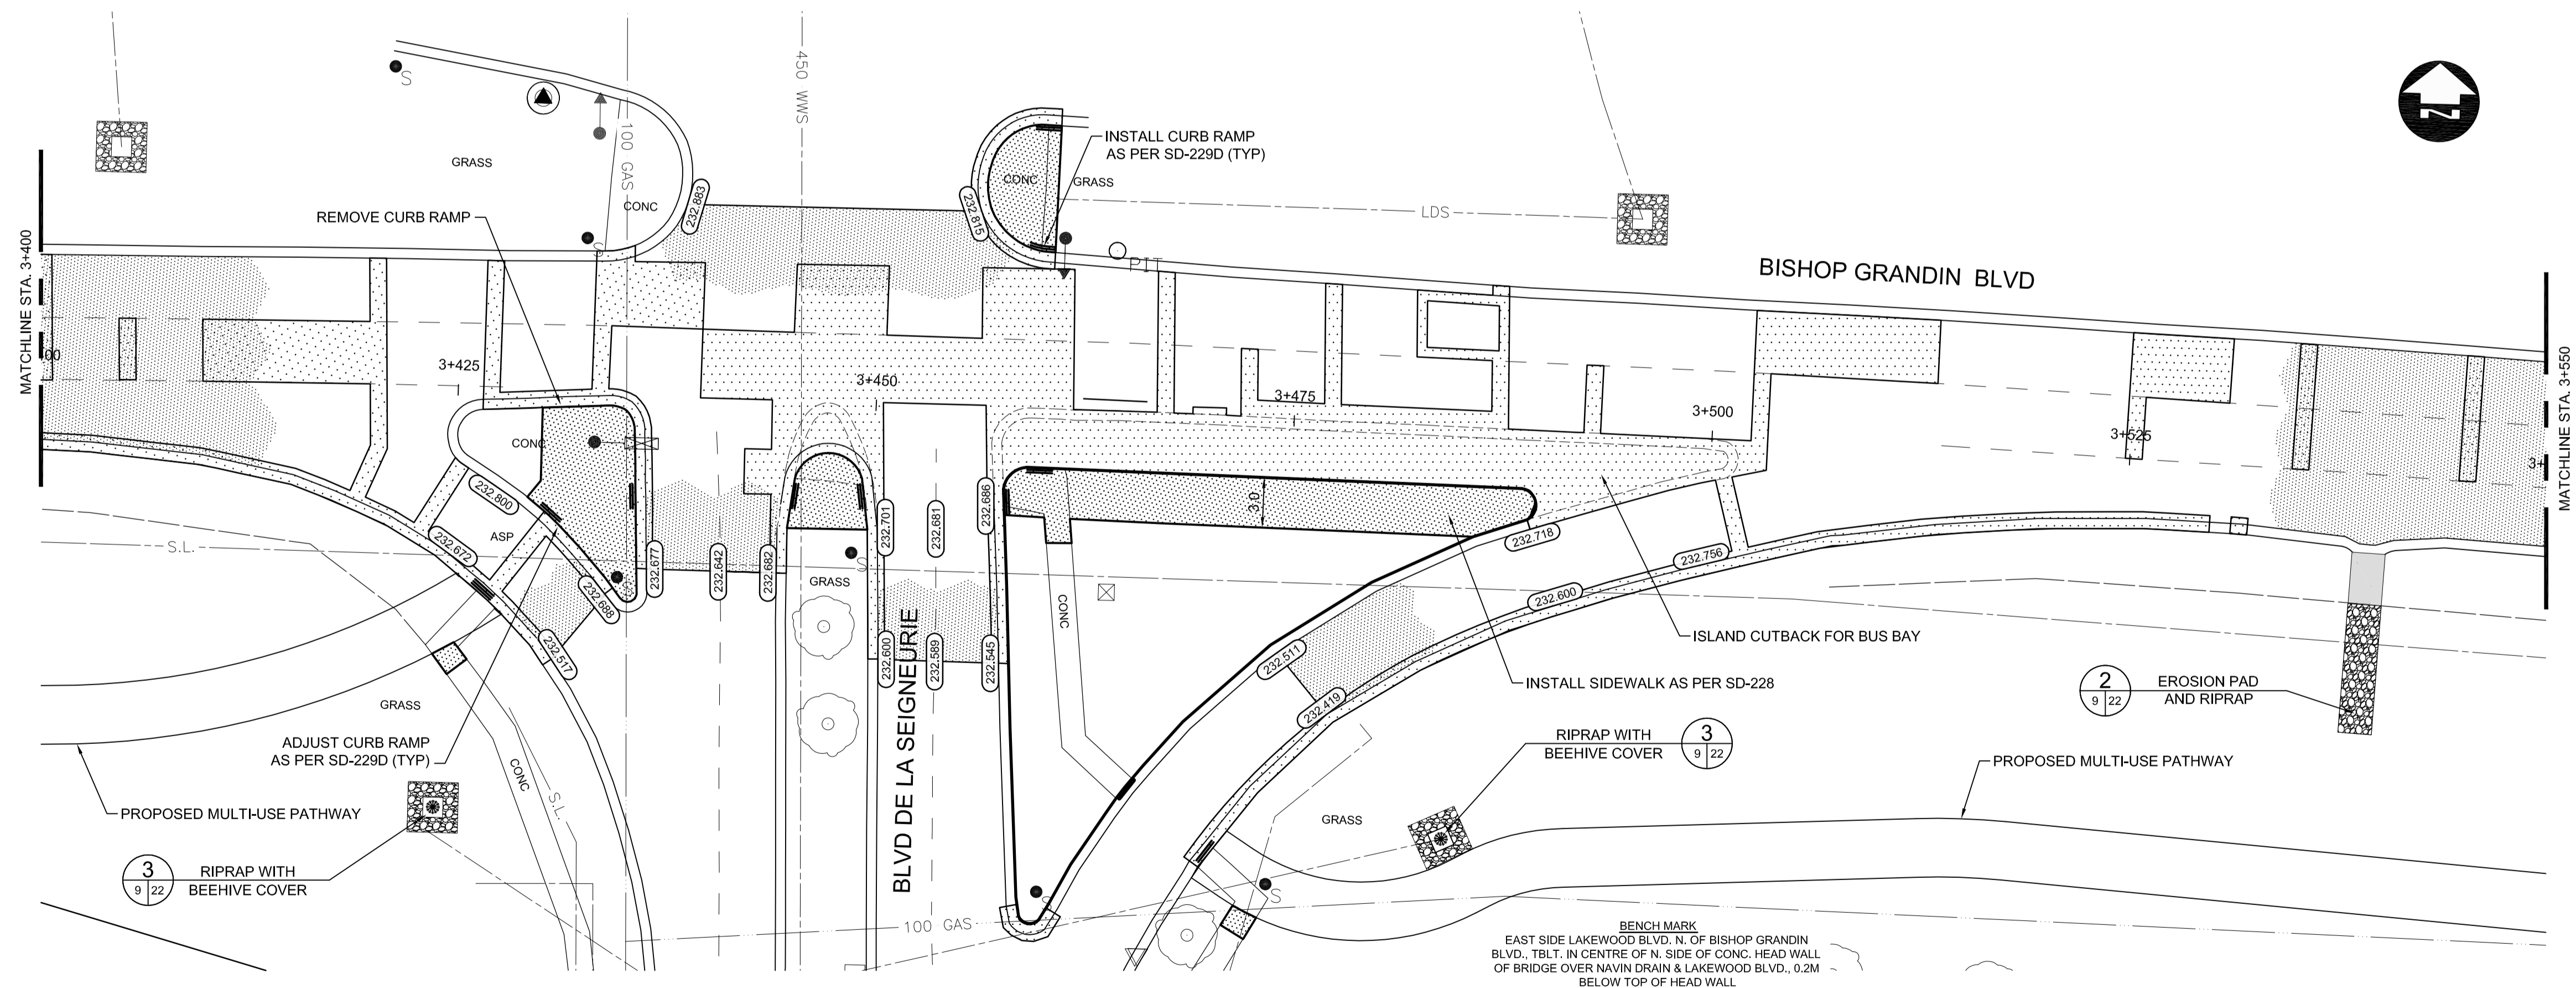 450 WWS
S
100 GAS
GRASS
CONC
S
REMOVE CURB RAMP
232.883
232.815
CONC
GRASS
INSTALL CURB RAMP
AS PER SD-229D (TYP)
PIT
LDS
N
BISHOP GRANDIN BLVD
MATCHLINE STA. 3+400
00
3+425
3+450
3+475
3+500
3+525
3+
MATCHLINE STA. 3+550
CONC
232.800
232.672
ASP
232.517
232.688
232.677
232.642
232.682
232.701
232.681
232.686
232.600
232.589
232.545
S
GRASS
BLVD DE LA SEIGNEURIE
CONC
3.0
232.718
232.756
232.600
232.511
232.419
ISLAND CUTBACK FOR BUS BAY
INSTALL SIDEWALK AS PER SD-228
S.L.
GRASS
ADJUST CURB RAMP
AS PER SD-229D (TYP)
PROPOSED MULTI-USE PATHWAY
3
9 22
RIPRAP WITH
BEEHIVE COVER
CONC
S.L.
100 GAS
S
S
GRASS
RIPRAP WITH
BEEHIVE COVER
3
9 22
2
9 22
EROSION PAD
AND RIPRAP
PROPOSED MULTI-USE PATHWAY
BENCH MARK
EAST SIDE LAKEWOOD BLVD. N. OF BISHOP GRANDIN
BLVD., TBLT. IN CENTRE OF N. SIDE OF CONC. HEAD WALL
OF BRIDGE OVER NAVIN DRAIN & LAKEWOOD BLVD., 0.2M
BELOW TOP OF HEAD WALL